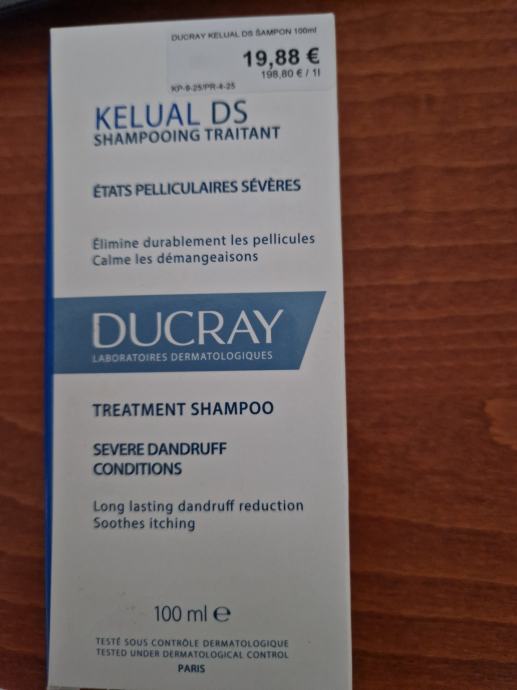 DUCRAY KELUAL DS ŠAMPON 100ml
19,88 €
198,80 € / 1l
KP-9-25/PR-4-25
KELUAL DS
SHAMPOOING TRAITANT
ÉTATS PELLICULAIRES SÉVÈRES
Élimine durablement les pellicules
Calme les démangeaisons
DUCRAY
LABORATOIRES DERMATOLOGIQUES
TREATMENT SHAMPOO
SEVERE DANDRUFF
CONDITIONS
Long lasting dandruff reduction
Soothes itching
100 ml ℮
TESTÉ SOUS CONTRÔLE DERMATOLOGIQUE
TESTED UNDER DERMATOLOGICAL CONTROL
PARIS